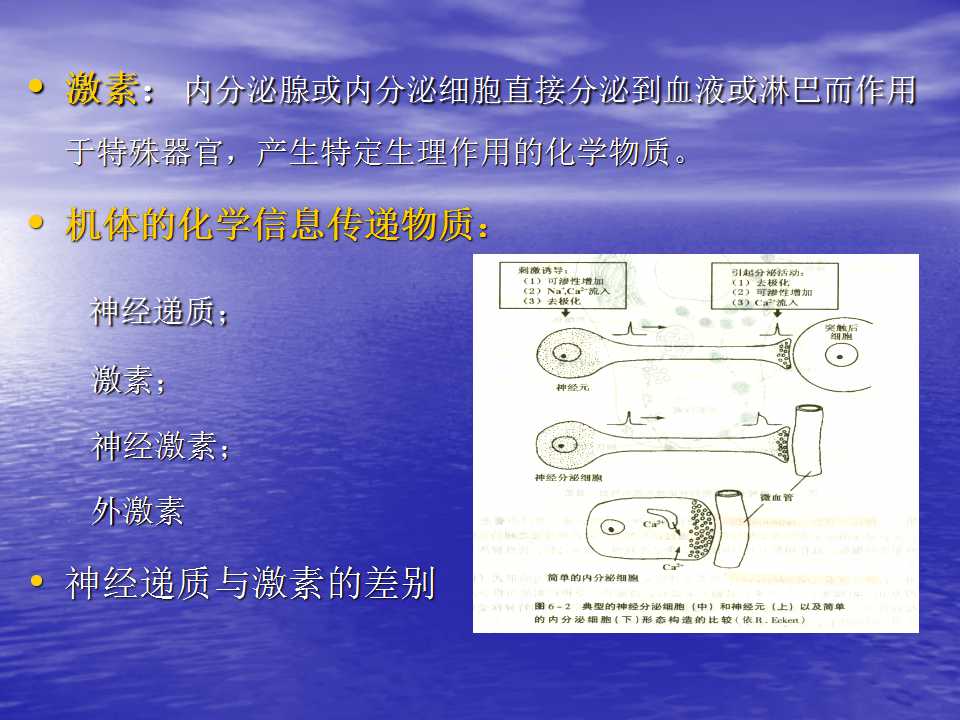 • 激素： 内分泌腺或内分泌细胞直接分泌到血液或淋巴而作用
于特殊器官，产生特定生理作用的化学物质。
• 机体的化学信息传递物质：
神经递质；
激素；
神经激素；
外激素
• 神经递质与激素的差别
刺激诱导：
（1）可渗性增加
（2）Na⁺,Ca²⁺流入
（3）去极化
引起分泌活动：
（1）去极化
（2）可渗性增加
（3）Ca²⁺流入
突触后
细胞
神经元
神经分泌细胞
微血管
Ca²⁺
Ca²⁺
简单的内分泌细胞
图 6-2 典型的神经分泌细胞（中）和神经元（上）以及简单
的内分泌细胞（下）形态构造的比较（依R．Eckert）